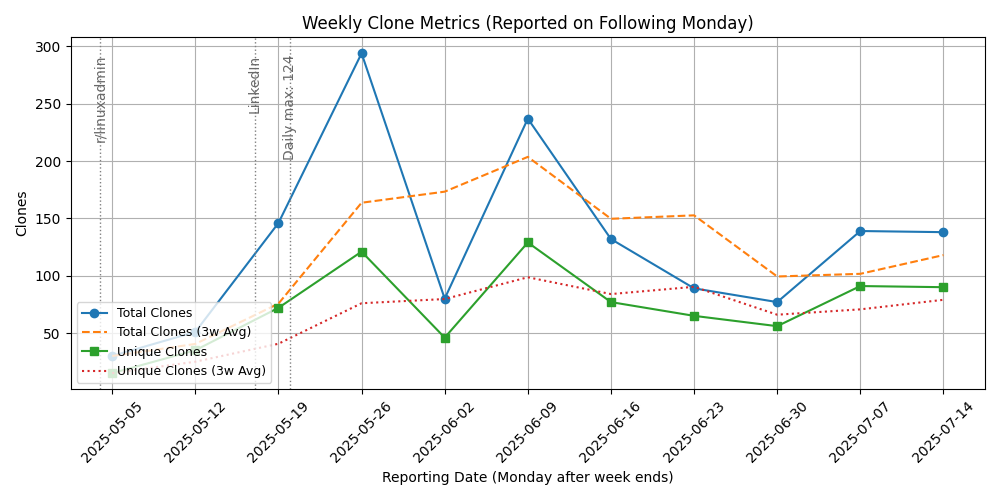 Weekly Clone Metrics (Reported on Following Monday)
300
250
200
150
100
50
Clones
r/linuxadmin
LinkedIn
Daily max: 124
Total Clones
Total Clones (3w Avg)
Unique Clones
Unique Clones (3w Avg)
2025-05-05
2025-05-12
2025-05-19
2025-05-26
2025-06-02
2025-06-09
2025-06-16
2025-06-23
2025-06-30
2025-07-07
2025-07-14
Reporting Date (Monday after week ends)